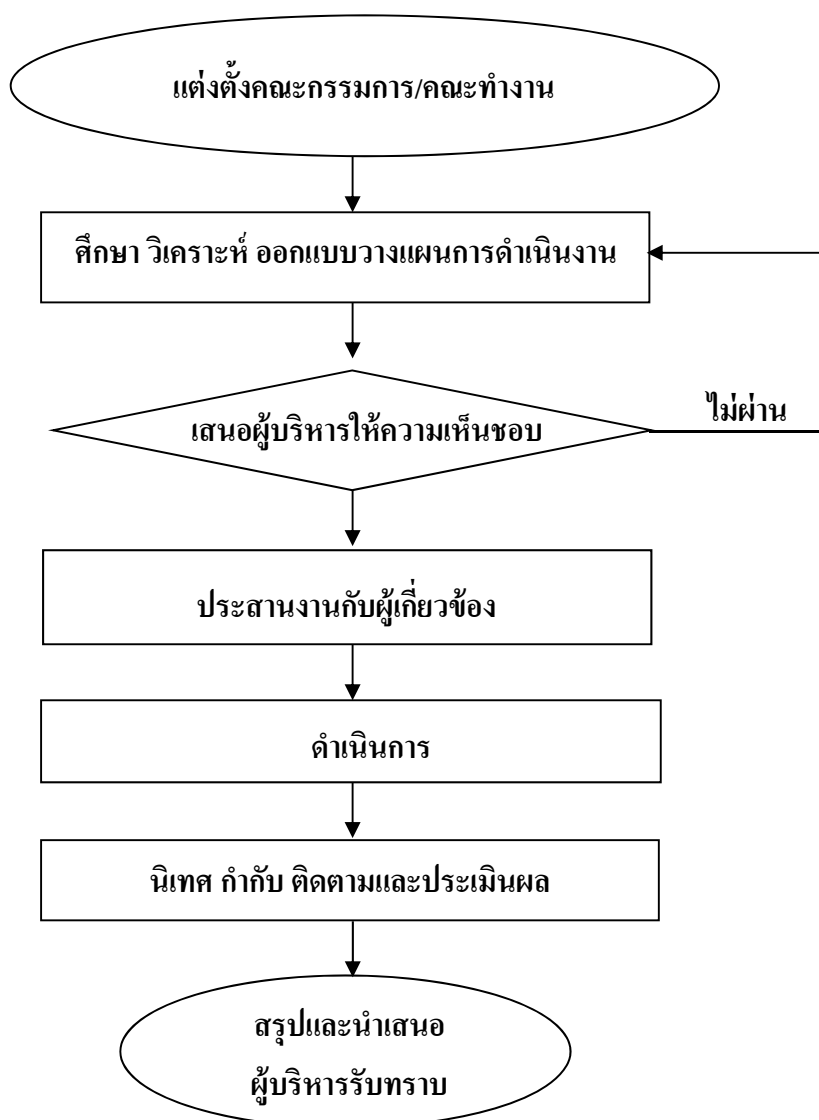 แต่งตั้งคณะกรรมการ/คณะทำงาน
ศึกษา วิเคราะห์ ออกแบบวางแผนการดำเนินงาน
เสนอผู้บริหารให้ความเห็นชอบ
ไม่ผ่าน
ประสานงานกับผู้เกี่ยวข้อง
ดำเนินการ
นิเทศ กำกับ ติดตามและประเมินผล
สรุปและนำเสนอ
ผู้บริหารรับทราบ